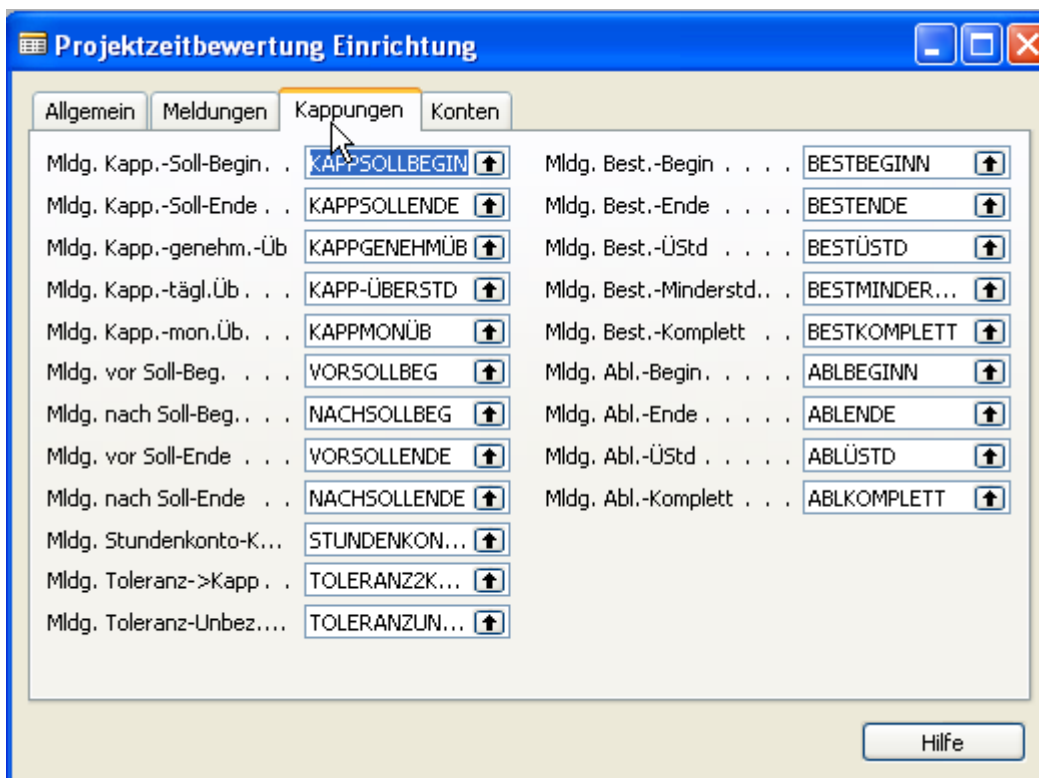 Projektzeitbewertung Einrichtung
Allgemein Meldungen Kappungen Konten
Mldg. Kapp.-Soll-Begin. . KAPPSOLLBEGIN
Mldg. Kapp.-Soll-Ende . . KAPPSOLLENDE
Mldg. Kapp.-genehm.-Üb KAPPGENEHMÜB
Mldg. Kapp.-tägl.Üb . . . KAPP-ÜBERSTD
Mldg. Kapp.-mon.Üb. . . KAPPMONÜB
Mldg. vor Soll-Beg. . . . . VORSOLLBEG
Mldg. nach Soll-Beg.. . . NACHSOLLBEG
Mldg. vor Soll-Ende . . . VORSOLLENDE
Mldg. nach Soll-Ende . . NACHSOLLENDE
Mldg. Stundenkonto-K... STUNDENKON...
Mldg. Toleranz->Kapp . . TOLERANZ2K...
Mldg. Toleranz-Unbez.... TOLERANZUN...
Mldg. Best.-Begin . . . . BESTBEGINN
Mldg. Best.-Ende . . . . BESTENDE
Mldg. Best.-ÜStd . . . . BESTÜSTD
Mldg. Best.-Minderstd.. . BESTMINDER...
Mldg. Best.-Komplett . . BESTKOMPLETT
Mldg. Abl.-Begin. . . . . ABLBEGINN
Mldg. Abl.-Ende . . . . . ABLENDE
Mldg. Abl.-ÜStd . . . . . ABLÜSTD
Mldg. Abl.-Komplett . . . ABLKOMPLETT
Hilfe